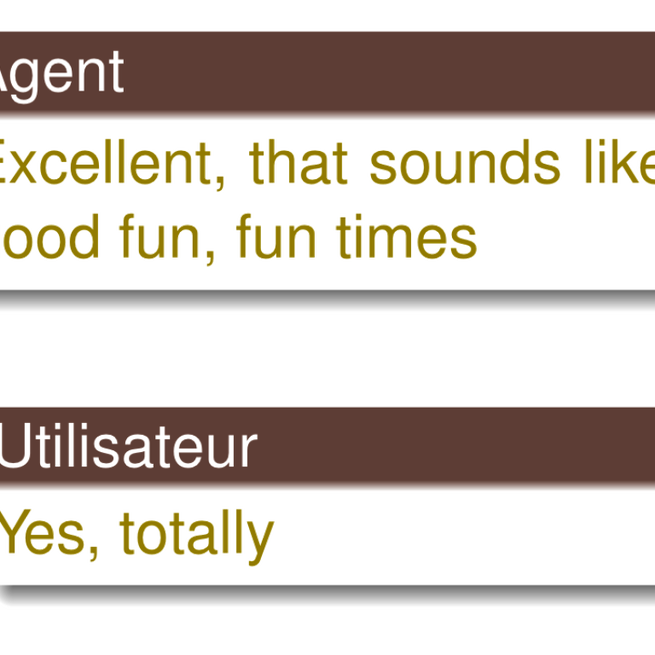 Agent
Excellent, that sounds like
ood fun, fun times
Utilisateur
Yes, totally